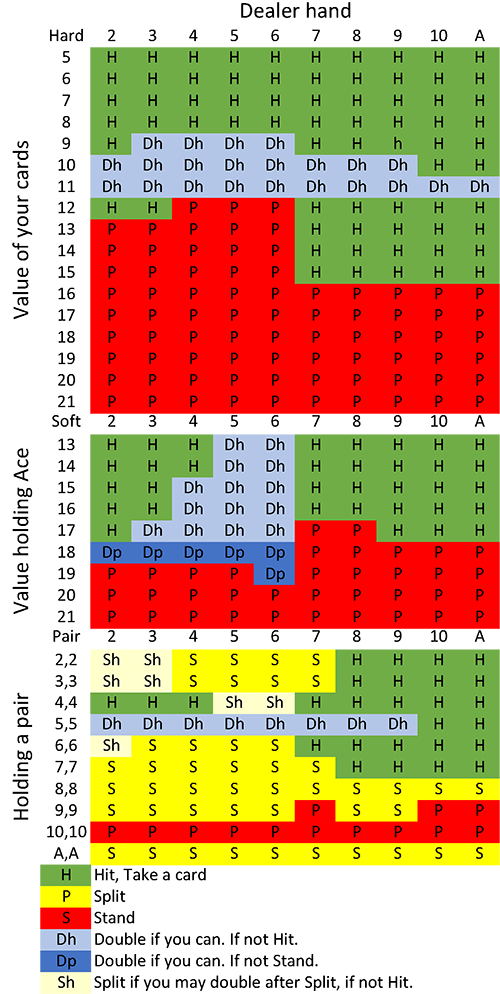 Dealer hand
Hard 2 3 4 5 6 7 8 9 10 A
Value of your cards
5 H H H H H H H H H H
6 H H H H H H H H H H
7 H H H H H H H H H H
8 H H H H H H H H H H
9 H Dh Dh Dh Dh H H h H H
10 Dh Dh Dh Dh Dh Dh Dh Dh H H
11 Dh Dh Dh Dh Dh Dh Dh Dh Dh Dh
12 H H P P P H H H H H
13 P P P P P H H H H H
14 P P P P P H H H H H
15 P P P P P H H H H H
16 P P P P P P P P P P
17 P P P P P P P P P P
18 P P P P P P P P P P
19 P P P P P P P P P P
20 P P P P P P P P P P
21 P P P P P P P P P P
Soft 2 3 4 5 6 7 8 9 10 A
Value holding Ace
13 H H H Dh Dh H H H H H
14 H H H Dh Dh H H H H H
15 H H Dh Dh Dh H H H H H
16 H H Dh Dh Dh H H H H H
17 H Dh Dh Dh Dh P P H H H
18 Dp Dp Dp Dp Dp P P P P P
19 P P P P Dp P P P P P
20 P P P P P P P P P P
21 P P P P P P P P P P
Pair 2 3 4 5 6 7 8 9 10 A
Holding a pair
2,2 Sh Sh S S S S H H H H
3,3 Sh Sh S S S S H H H H
4,4 H H H Sh Sh H H H H H
5,5 Dh Dh Dh Dh Dh Dh Dh Dh H H
6,6 Sh S S S S H H H H H
7,7 S S S S S S H H H H
8,8 S S S S S S S S S S
9,9 S S S S S P S S P P
10,10 P P P P P P P P P P
A,A S S S S S S S S S S
H Hit, Take a card
P Split
S Stand
Dh Double if you can. If not Hit.
Dp Double if you can. If not Stand.
Sh Split if you may double after Split, if not Hit.